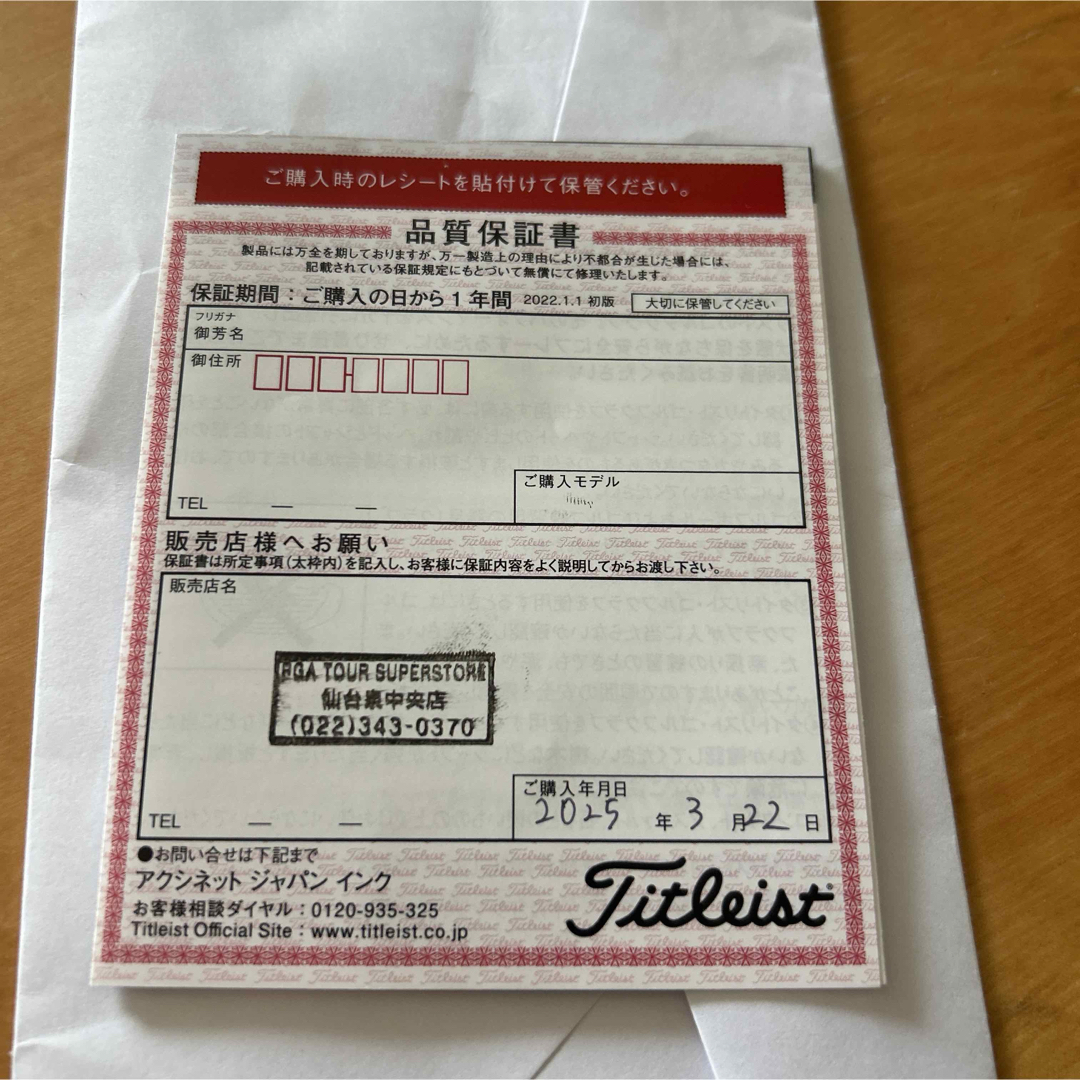 ご購入時のレシートを貼付けて保管ください。
品質保証書
製品には万全を期しておりますが、万一製造上の理由により不都合が生じた場合には、
記載されている保証規定にもとづいて無償にて修理いたします。
保証期間：ご購入の日から1年間 2022.1.1 初版 大切に保管してください
フリガナ
御芳名
御住所
ご購入モデル
TEL — —
販売店様へお願い
保証書は所定事項(太枠内)を記入し、お客様に保証内容をよく説明してからお渡し下さい。
販売店名
PGA TOUR SUPERSTORE
仙台泉中央店
(022)343-0370
ご購入年月日
2025 年 3 月 22 日
TEL — —
●お問い合せは下記まで
アクシネット ジャパン インク
お客様相談ダイヤル：0120-935-325
Titleist Official Site：www.titleist.co.jp
Titleist